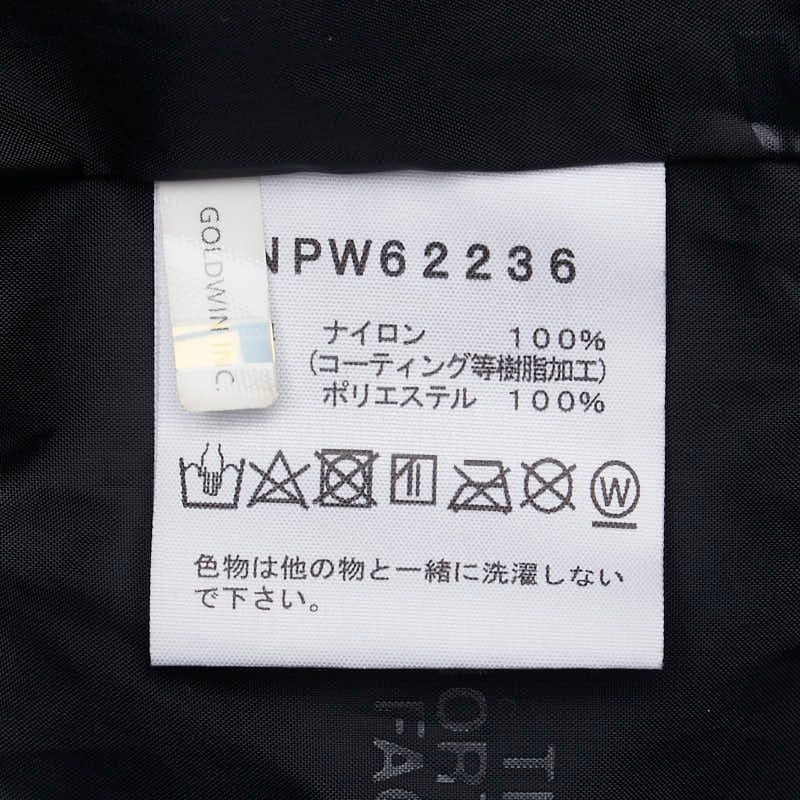 GOLDWIN INC
NPW62236
ナイロン 100%
(コーティング等樹脂加工)
ポリエステル 100%
W
色物は他の物と一緒に洗濯しない
で下さい。